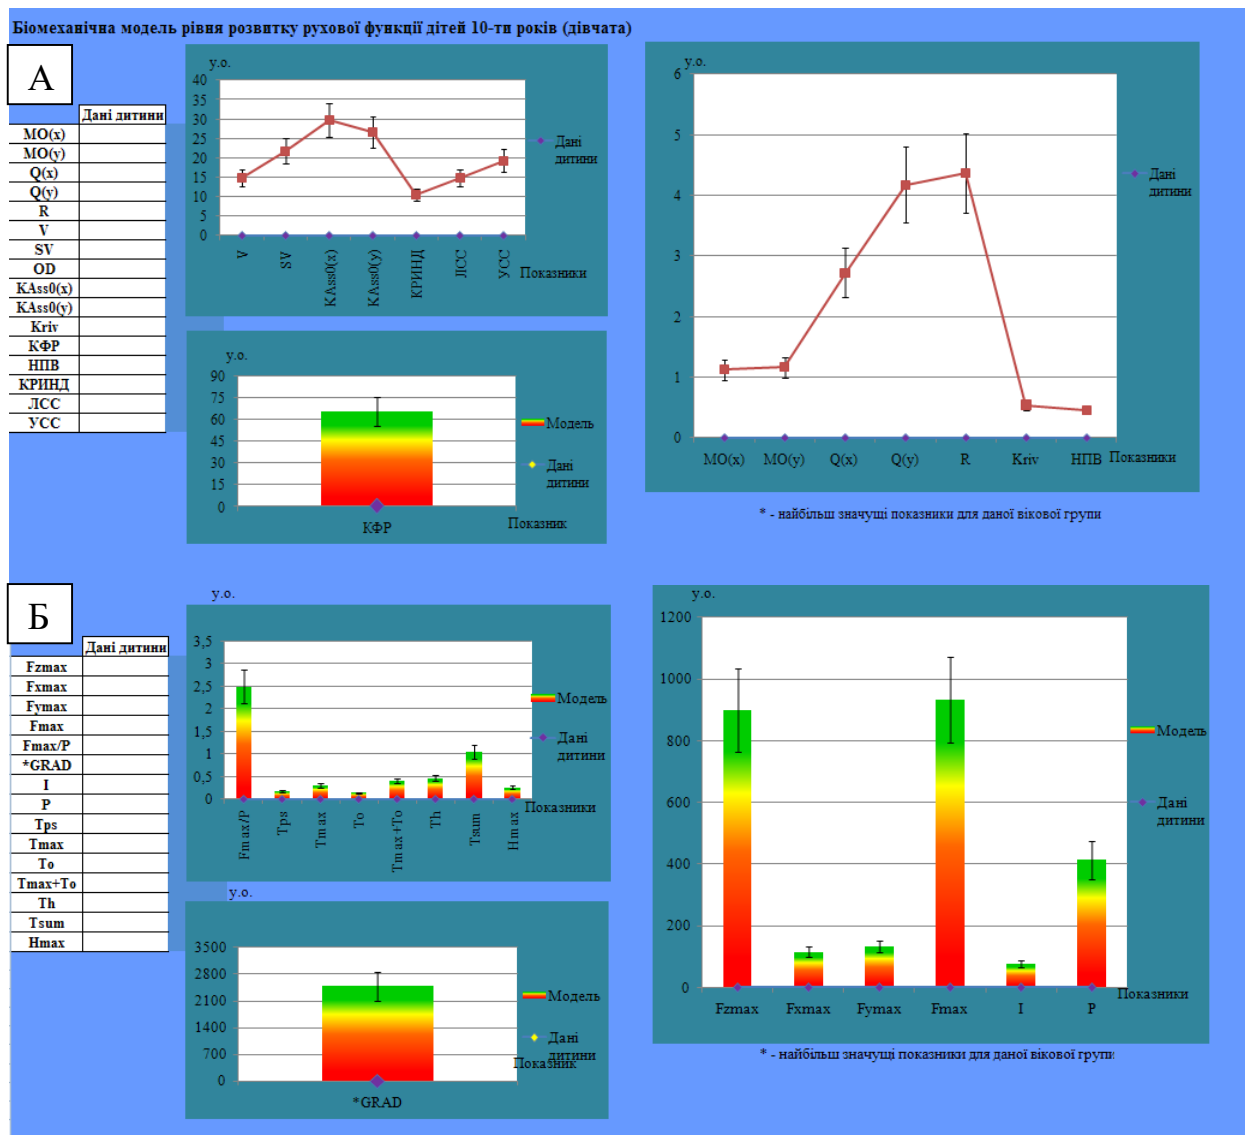 Біомеханічна модель рівня розвитку рухової функції дітей 10-ти років (дівчата)
А
Дані дитини
МО(x)
МО(y)
Q(x)
Q(y)
R
V
SV
OD
KAss0(x)
KAss0(y)
Kriv
КФР
НПВ
КРИНД
ЛСС
УСС
у.о.
40
35
30
25
20
15
10
5
0
V
SV
KAss0(x)
KAss0(y)
КРИНД
ЛСС
УСС
Показники
Дані
дитини
у.о.
90
75
60
45
30
15
0
КФР
Показник
Модель
Дані
дитини
у.о.
6
5
4
3
2
1
0
МО(x)
МО(y)
Q(x)
Q(y)
R
Kriv
НПВ
Показники
Дані
дитини
* - найбільш значущі показники для даної вікової групи
Б
Дані дитини
Fzmax
Fxmax
Fymax
Fmax
Fmax/P
*GRAD
I
P
Tps
Tmax
To
Tmax+To
Th
Tsum
Hmax
у.о.
3,5
3
2,5
2
1,5
1
0,5
0
Fmax/P
Tps
Tmax
To
Tmax+To
Th
Tsum
Hmax
Показники
Модель
Дані
дитини
у.о.
3500
2800
2100
1400
700
0
*GRAD
Показник
Модель
Дані
дитини
у.о.
1200
1000
800
600
400
200
0
Fzmax
Fxmax
Fymax
Fmax
I
P
Показники
Модель
Дані
дитини
* - найбільш значущі показники для даної вікової групи